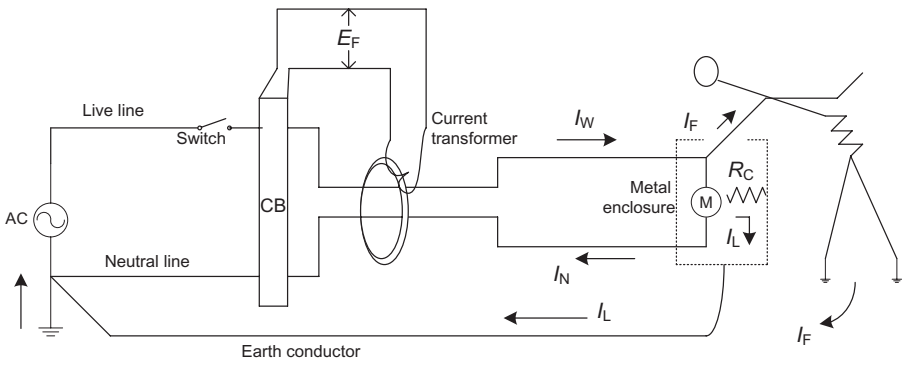 E_F
Live line
Switch
Current
transformer
I_W
I_F
R_C
Metal
enclosure
M
AC
CB
I_L
Neutral line
I_N
I_L
Earth conductor
I_F